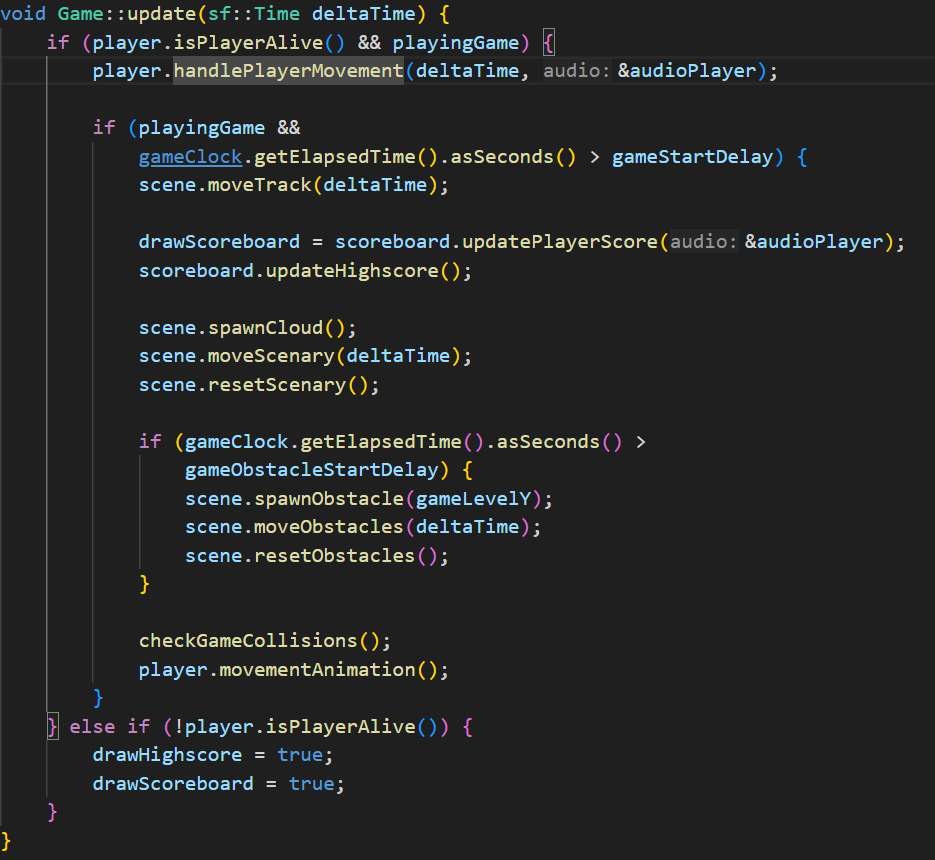 void Game::update(sf::Time deltaTime) {
    if (player.isPlayerAlive() && playingGame) {
        player.handlePlayerMovement(deltaTime, audio: &audioPlayer);

        if (playingGame &&
            gameClock.getElapsedTime().asSeconds() > gameStartDelay) {
            scene.moveTrack(deltaTime);

            drawScoreboard = scoreboard.updatePlayerScore(audio: &audioPlayer);
            scoreboard.updateHighscore();

            scene.spawnCloud();
            scene.moveScenary(deltaTime);
            scene.resetScenary();

            if (gameClock.getElapsedTime().asSeconds() >
                gameObstacleStartDelay) {
                scene.spawnObstacle(gameLevelY);
                scene.moveObstacles(deltaTime);
                scene.resetObstacles();
            }

            checkGameCollisions();
            player.movementAnimation();
        }
    } else if (!player.isPlayerAlive()) {
        drawHighscore = true;
        drawScoreboard = true;
    }
}